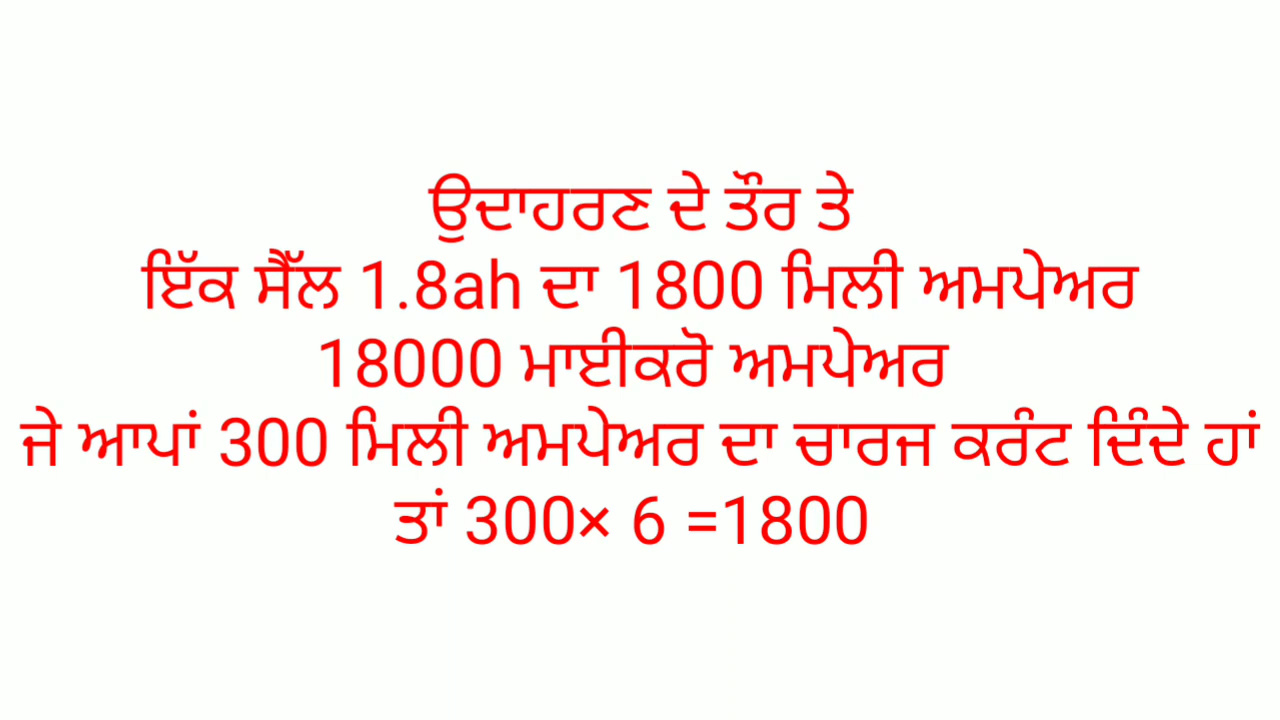 ਉਦਾਹਰਣ ਦੇ ਤੌਰ ਤੇ
ਇੱਕ ਸੈੱਲ 1.8ah ਦਾ 1800 ਮਿਲੀ ਅਮਪੇਅਰ
18000 ਮਾਈਕਰੋ ਅਮਪੇਅਰ
ਜੇ ਆਪਾਂ 300 ਮਿਲੀ ਅਮਪੇਅਰ ਦਾ ਚਾਰਜ ਕਰੰਟ ਦਿੰਦੇ ਹਾਂ
ਤਾਂ 300× 6 =1800